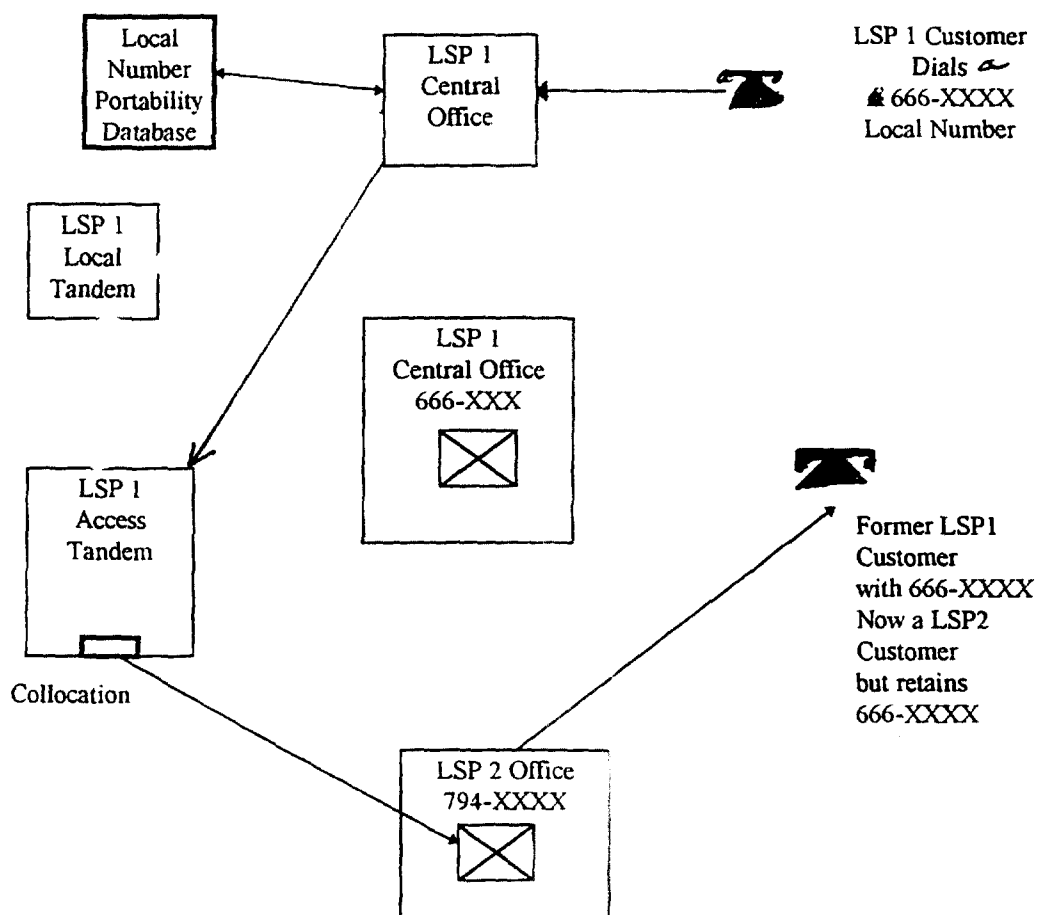 Local
Number
Portability
Database
LSP 1
Central
Office
LSP 1 Customer
Dials a
666-XXXX
Local Number
LSP 1
Local
Tandem
LSP 1
Central Office
666-XXX
LSP 1
Access
Tandem
Collocation
Former LSP1
Customer
with 666-XXXX
Now a LSP2
Customer
but retains
666-XXXX
LSP 2 Office
794-XXXX